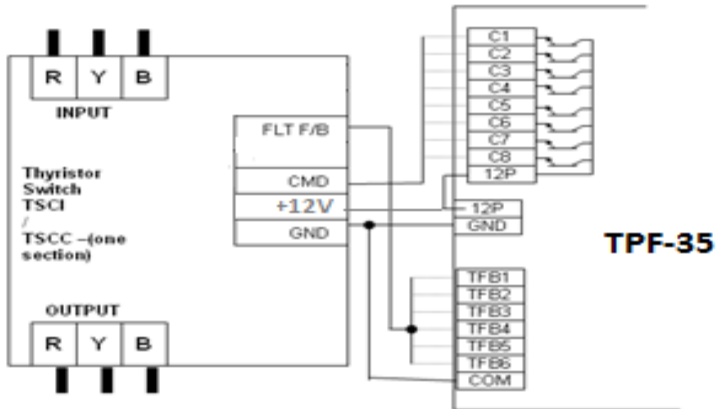 R Y B
INPUT
FLT F/B
Thyristor
Switch
TSCI
/
TSCC –(one
section)
CMD
+12V
GND
OUTPUT
R Y B
C1
C2
C3
C4
C5
C6
C7
C8
12P
12P
GND
TPF-35
TFB1
TFB2
TFB3
TFB4
TFB5
TFB6
COM